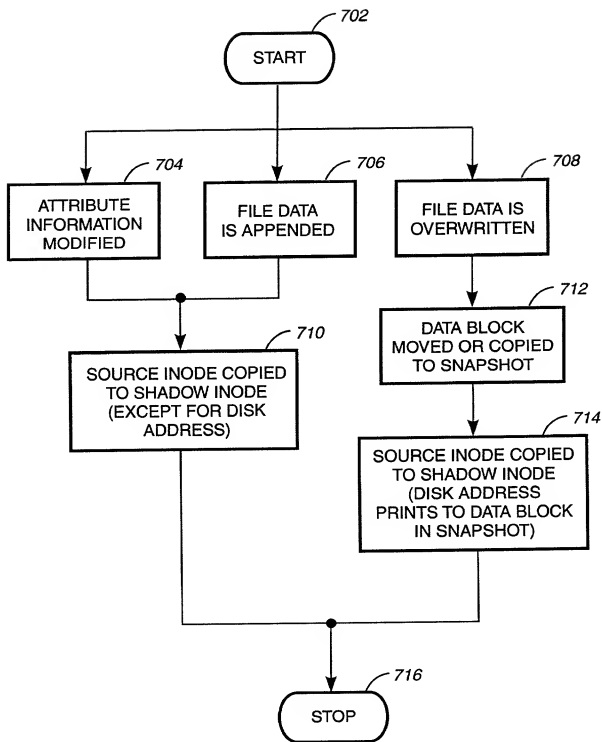 702
START
704
ATTRIBUTE
INFORMATION
MODIFIED
706
FILE DATA
IS APPENDED
708
FILE DATA IS
OVERWRITTEN
712
DATA BLOCK
MOVED OR COPIED
TO SNAPSHOT
710
SOURCE INODE COPIED
TO SHADOW INODE
(EXCEPT FOR DISK
ADDRESS)
714
SOURCE INODE COPIED
TO SHADOW INODE
(DISK ADDRESS
PRINTS TO DATA BLOCK
IN SNAPSHOT)
716
STOP